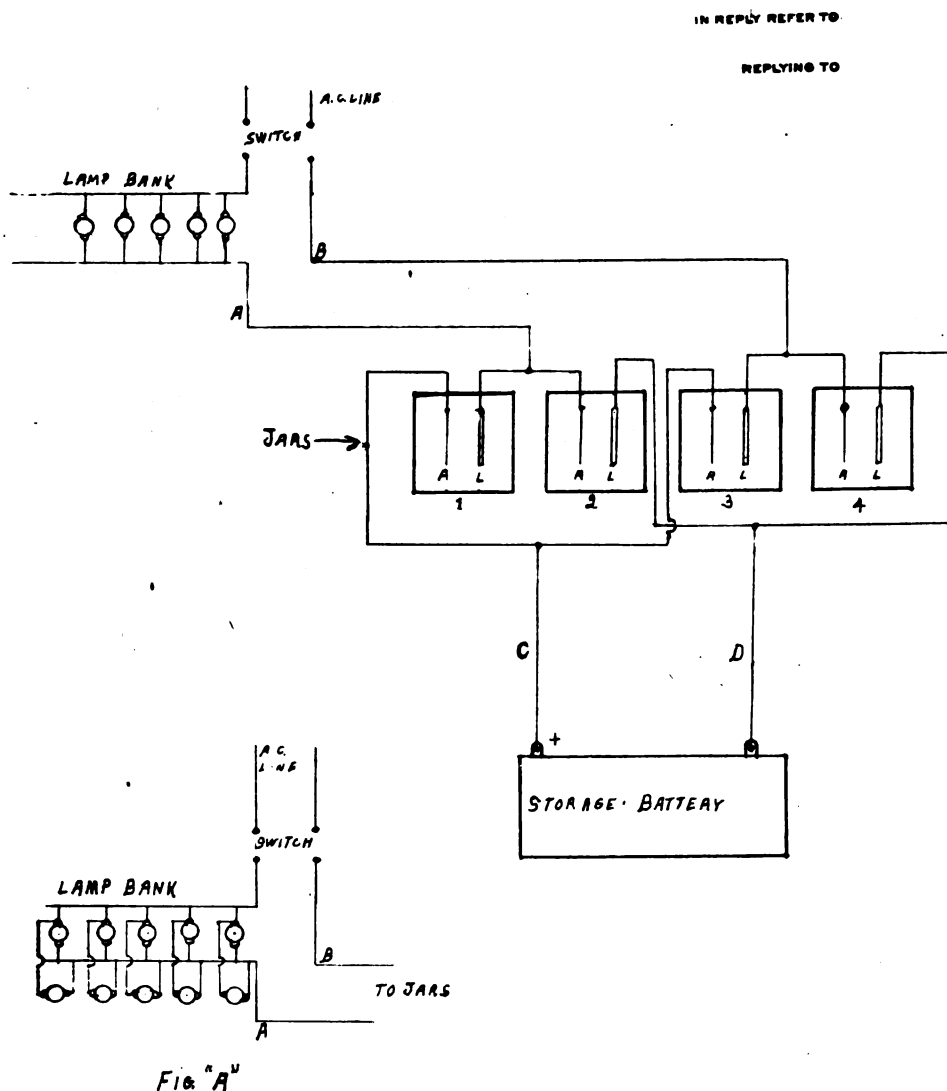 IN REPLY REFER TO
REPLYING TO
A.C. LINE
SWITCH
LAMP BANK
B
A
JARS
A L
A L
A L
A L
1
2
3
4
C
D
+
STORAGE. BATTERY
A.C.
LINE
SWITCH
LAMP BANK
B
TO JARS
A
FIG. "A"